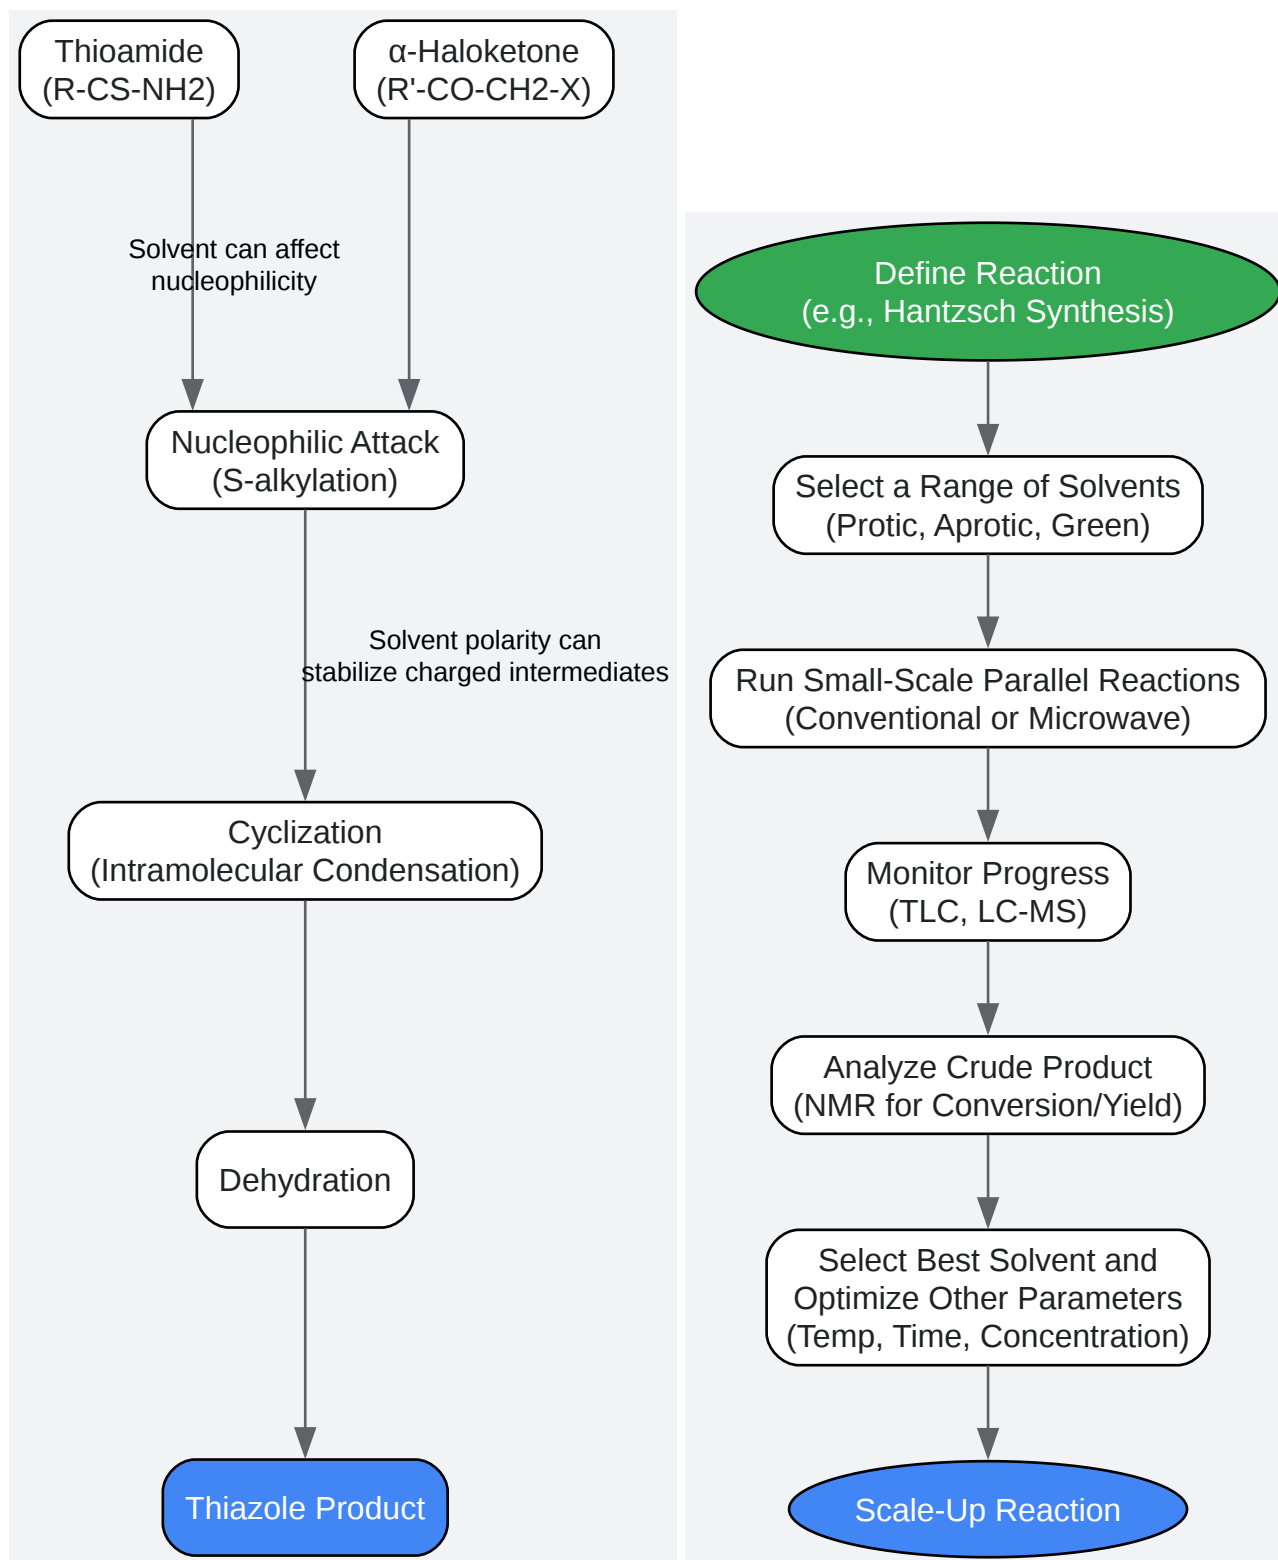 Thioamide
(R-CS-NH2)
α-Haloketone
(R'-CO-CH2-X)
Solvent can affect
nucleophilicity
Nucleophilic Attack
(S-alkylation)
Solvent polarity can
stabilize charged intermediates
Cyclization
(Intramolecular Condensation)
Dehydration
Thiazole Product
Define Reaction
(e.g., Hantzsch Synthesis)
Select a Range of Solvents
(Protic, Aprotic, Green)
Run Small-Scale Parallel Reactions
(Conventional or Microwave)
Monitor Progress
(TLC, LC-MS)
Analyze Crude Product
(NMR for Conversion/Yield)
Select Best Solvent and
Optimize Other Parameters
(Temp, Time, Concentration)
Scale-Up Reaction